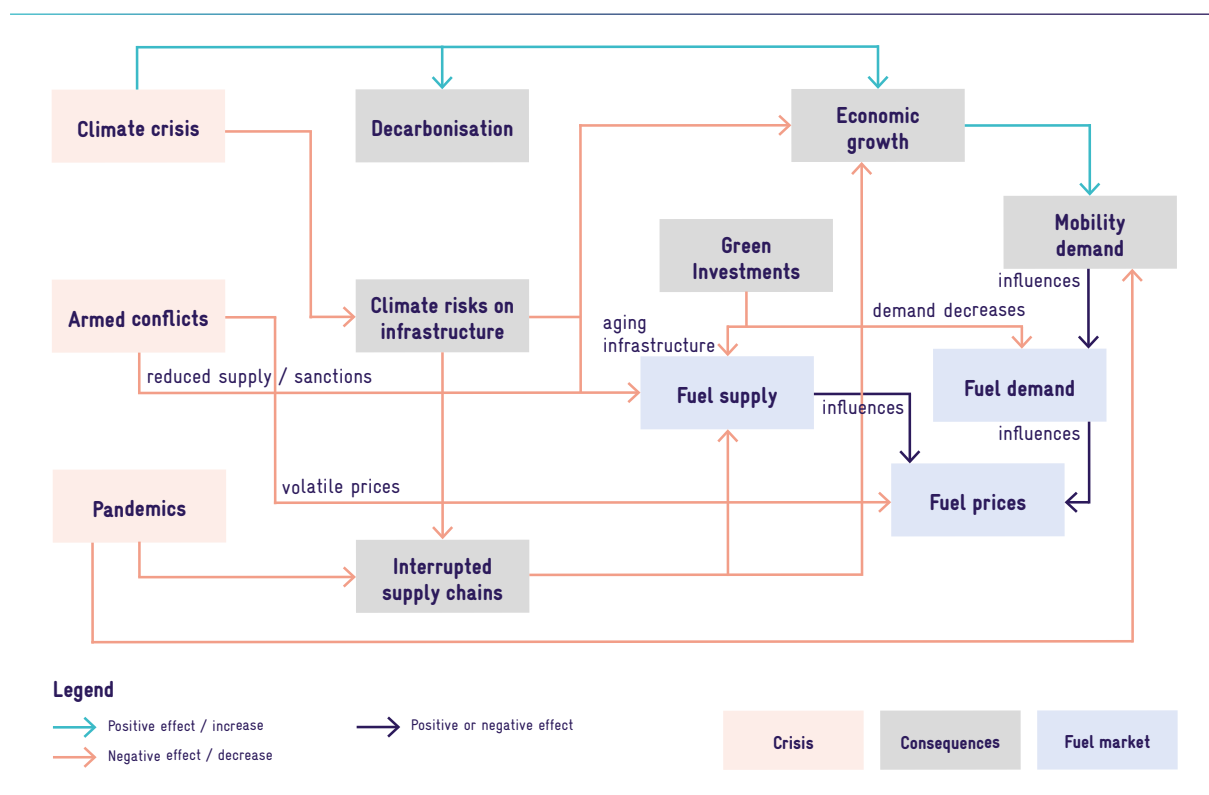 Climate crisis
Decarbonisation
Economic
growth
Mobility
demand
Green
Investments
influences
Armed conflicts
Climate risks on
infrastructure
aging
infrastructure
demand decreases
reduced supply / sanctions
Fuel supply
Fuel demand
influences
influences
volatile prices
Pandemics
Fuel prices
Interrupted
supply chains
Legend
Positive effect / increase
Negative effect / decrease
Positive or negative effect
Crisis
Consequences
Fuel market